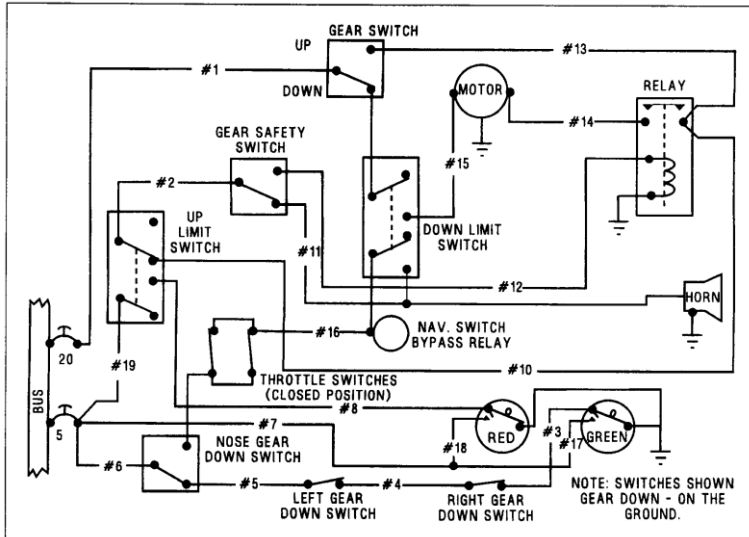 GEAR SWITCH
UP
#13
#1
DOWN
MOTOR
RELAY
#14
GEAR SAFETY
SWITCH
#15
#2
UP
LIMIT
SWITCH
#11
DOWN LIMIT
SWITCH
#12
HORN
#16
NAV. SWITCH
BYPASS RELAY
20
#19
THROTTLE SWITCHES
(CLOSED POSITION)
#10
BUS
#8
5
#7
RED
#3
GREEN
#17
#18
NOSE GEAR
DOWN SWITCH
#6
#5
LEFT GEAR
DOWN SWITCH
#4
RIGHT GEAR
DOWN SWITCH
NOTE: SWITCHES SHOWN
GEAR DOWN - ON THE
GROUND.